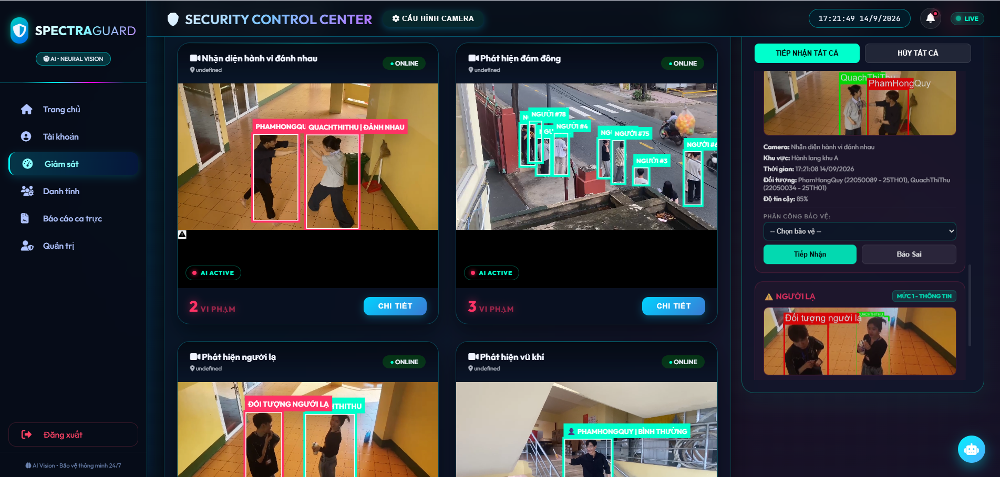 SPECTRAGUARD
AI • NEURAL VISION
Trang chủ
Tài khoản
Giám sát
Danh tính
Báo cáo ca trực
Quản trị
Đăng xuất
AI Vision • Bảo vệ thông minh 24/7
SECURITY CONTROL CENTER
CẤU HÌNH CAMERA
17:21:49 14/9/2026
LIVE
Nhận diện hành vi đánh nhau
undefined
ONLINE
PHAMHONGQU
QUACHTHITHU | ĐÁNH NHAU
AI ACTIVE
2 VI PHẠM
CHI TIẾT
Phát hiện đám đông
undefined
ONLINE
NGƯỜI #78
NGƯỜI #4
NGƯỜI #75
NGƯỜI #3
AI ACTIVE
3 VI PHẠM
CHI TIẾT
Phát hiện người lạ
undefined
ONLINE
ĐỐI TƯỢNG NGƯỜI LẠ
HTHITHU
Phát hiện vũ khí
undefined
ONLINE
PHAMHONGQUY | BÌNH THƯỜNG
TIẾP NHẬN TẤT CẢ
HỦY TẤT CẢ
QuachThiThu
PhamHongQuy
Camera: Nhận diện hành vi đánh nhau
Khu vực: Hành lang khu A
Thời gian: 17:21:08 14/09/2026
Đối tượng: PhamHongQuy (22050089 - 25TH01), QuachThiThu
(22050034 - 25TH01)
Độ tin cậy: 85%
PHÂN CÔNG BẢO VỆ:
-- Chọn bảo vệ --
Tiếp Nhận
Báo Sai
NGƯỜI LẠ
MỨC 1 - THÔNG TIN
Đối tượng người lạ
UACHTHITHU